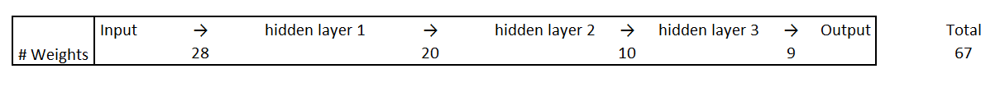 Input → hidden layer 1 → hidden layer 2 → hidden layer 3 → Output Total
# Weights 28 20 10 9 67